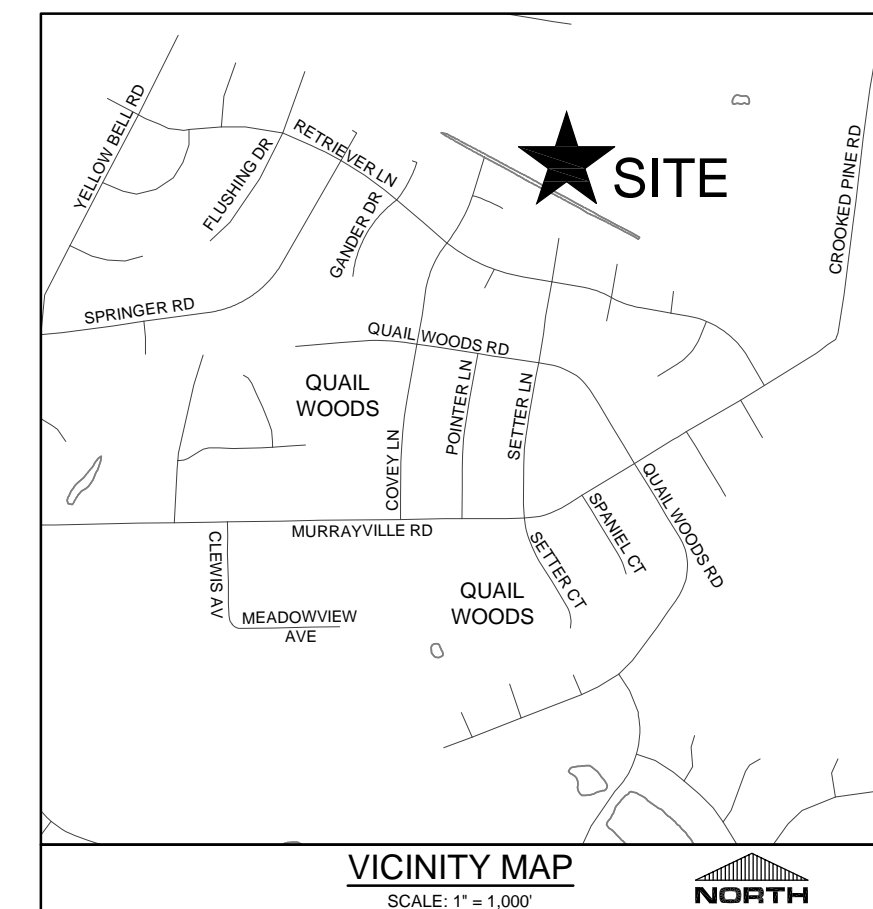 YELLOW BELL RD
FLUSHING DR
RETRIEVER LN
GANDER DR
SITE
CROOKED PINE RD
SPRINGER RD
QUAIL WOODS RD
QUAIL
WOODS
COVEY LN
POINTER LN
SETTER LN
MURRAYVILLE RD
QUAIL WOODS RD
SPANIEL CT
SETTER CT
CLEWIS AV
MEADOWVIEW
AVE
QUAIL
WOODS
VICINITY MAP
SCALE: 1" = 1,000'
NORTH